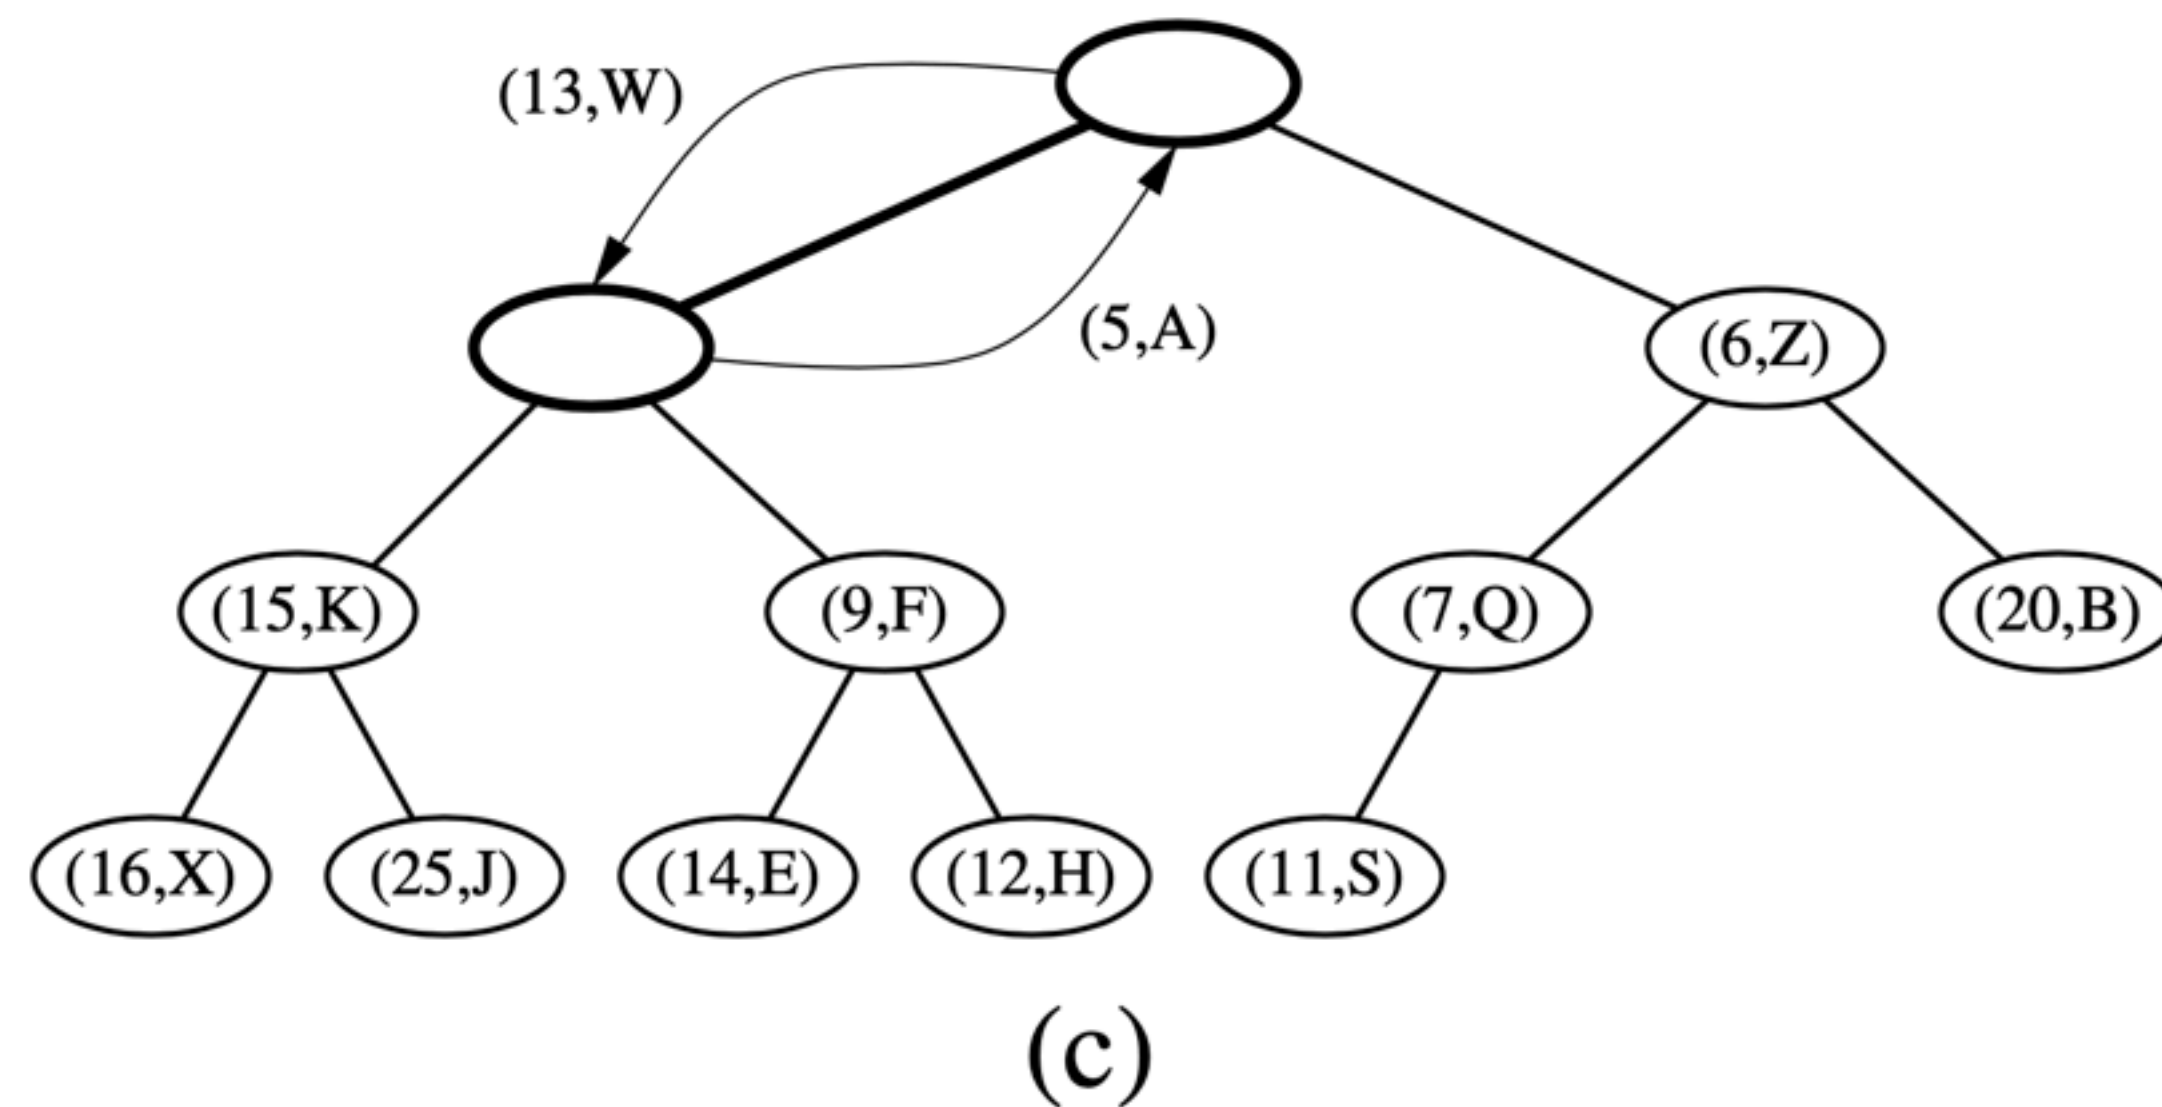 (13,W)
(5,A)
(6,Z)
(15,K)
(9,F)
(7,Q)
(20,B)
(16,X)
(25,J)
(14,E)
(12,H)
(11,S)
(c)